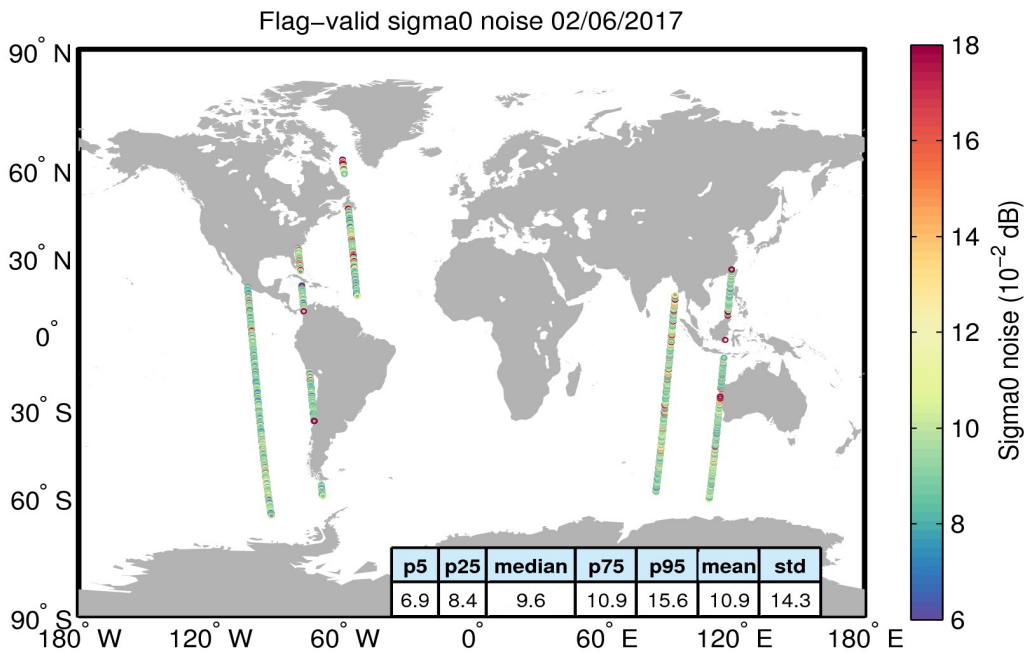 Flag−valid sigma0 noise 02/06/2017
90° N
60° N
30° N
0°
30° S
60° S
90° S
180° W
120° W
60° W
0°
60° E
120° E
180° E
p5 p25 median p75 p95 mean std
6.9 8.4 9.6 10.9 15.6 10.9 14.3
18
16
14
12
10
8
6
Sigma0 noise (10⁻² dB)